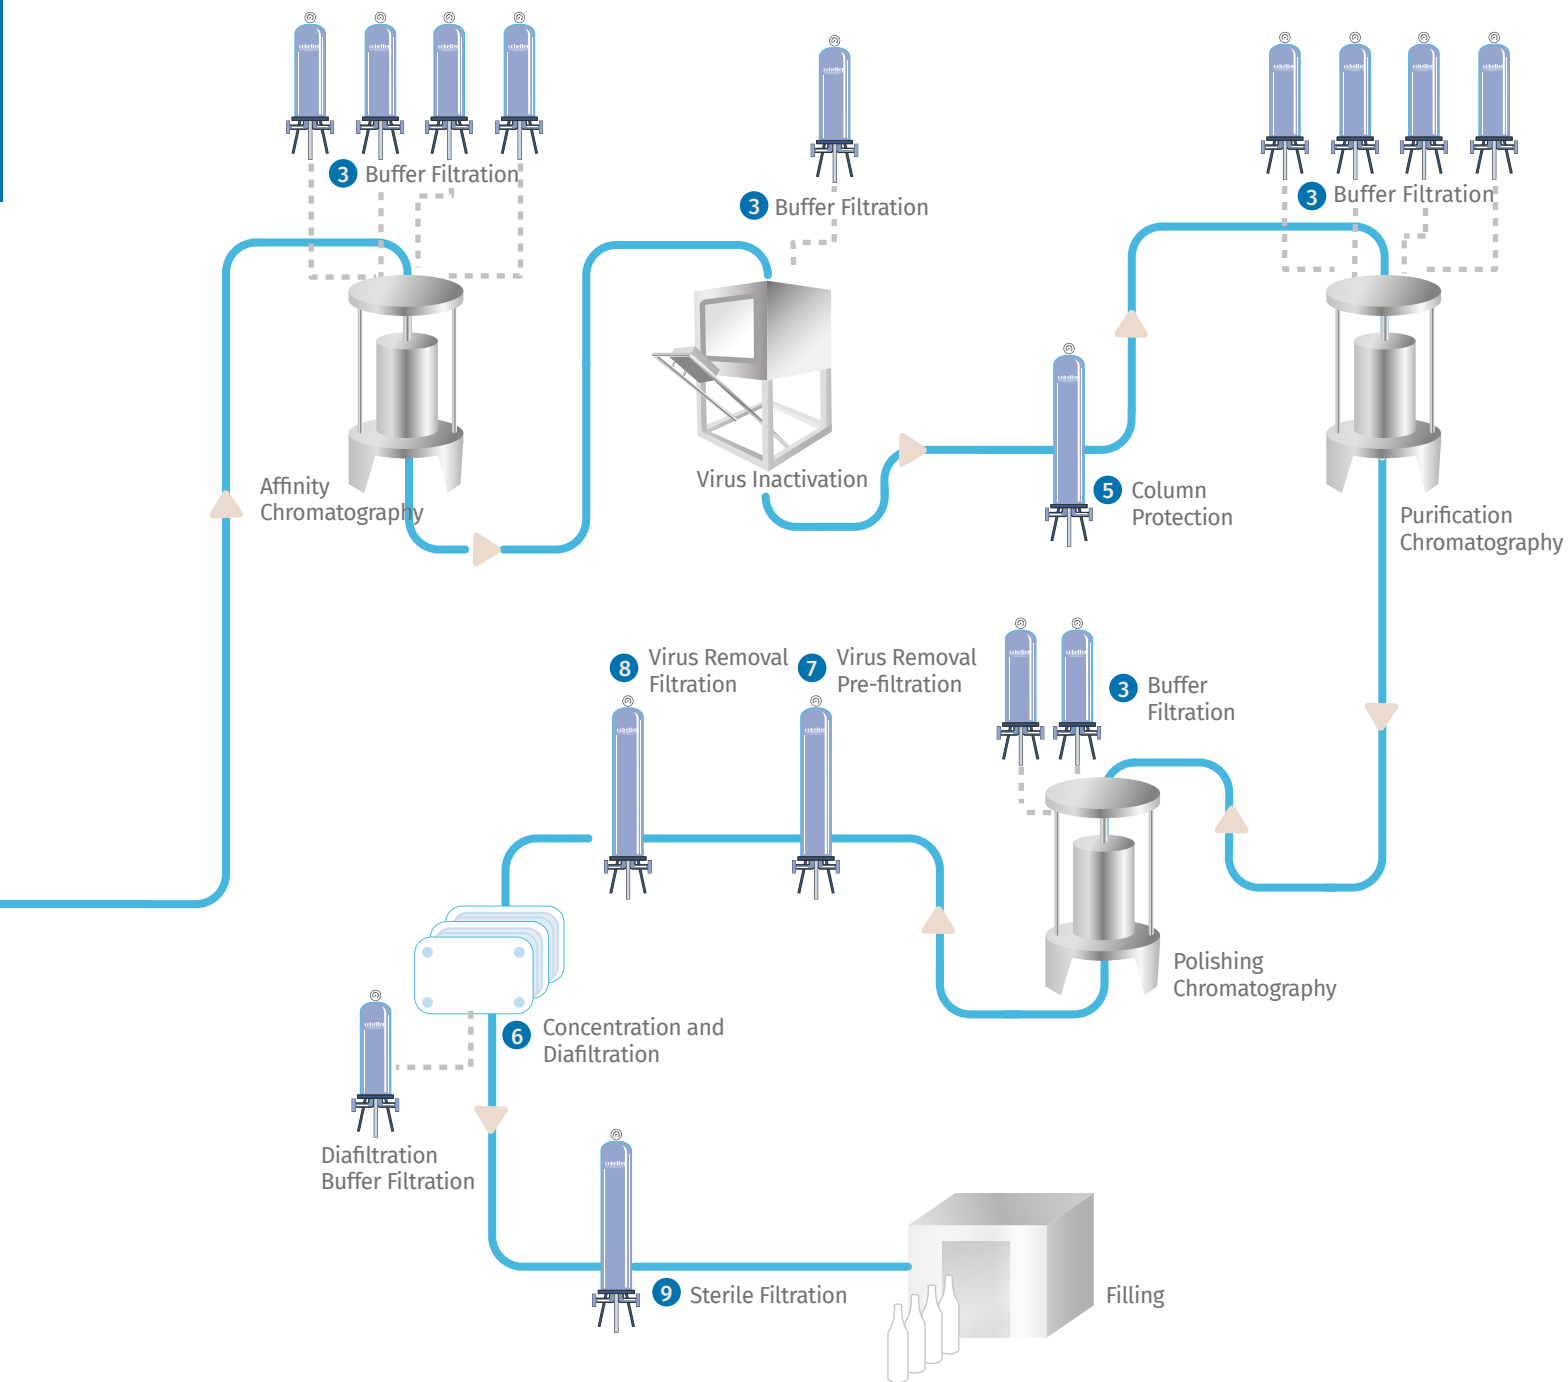 3 Buffer Filtration
3 Buffer Filtration
3 Buffer Filtration
Affinity
Chromatography
Virus Inactivation
5 Column
Protection
Purification
Chromatography
8 Virus Removal
Filtration
7 Virus Removal
Pre-filtration
3 Buffer
Filtration
Polishing
Chromatography
6 Concentration and
Diafiltration
Diafiltration
Buffer Filtration
9 Sterile Filtration
Filling